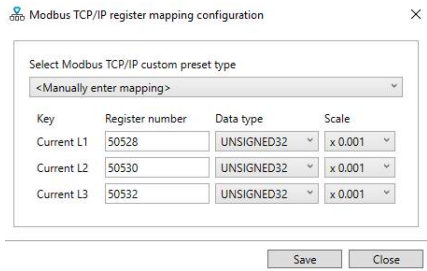 Modbus TCP/IP register mapping configuration
Select Modbus TCP/IP custom preset type
<Manually enter mapping>
Key Register number Data type Scale
Current L1 50528 UNSIGNED32 x 0.001
Current L2 50530 UNSIGNED32 x 0.001
Current L3 50532 UNSIGNED32 x 0.001
Save Close